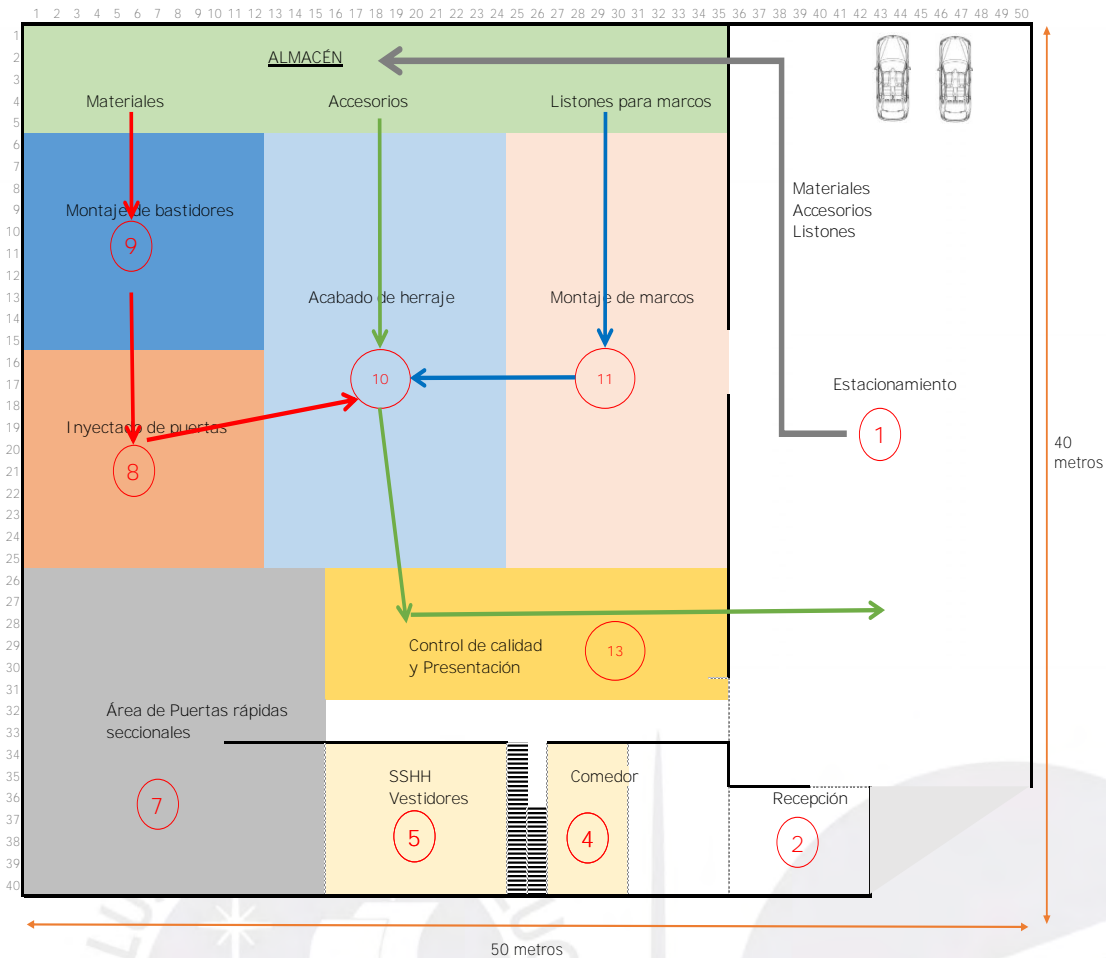 1 2 3 4 5 6 7 8 9 10 11 12 13 14 15 16 17 18 19 20 21 22 23 24 25 26 27 28 29 30 31 32 33 34 35 36 37 38 39 40 41 42 43 44 45 46 47 48 49 50
1
2
3
4
5
6
7
8
9
10
11
12
13
14
15
16
17
18
19
20
21
22
23
24
25
26
27
28
29
30
31
32
33
34
35
36
37
38
39
40
ALMACÉN
Materiales
Accesorios
Listones para marcos
Materiales
Accesorios
Listones
Montaje de bastidores
9
Acabado de herraje
Montaje de marcos
10
11
Estacionamiento
1
Inyectado de puertas
8
40
metros
Control de calidad
y Presentación
13
Área de Puertas rápidas
seccionales
7
SSHH
Vestidores
5
Comedor
4
Recepción
2
50 metros